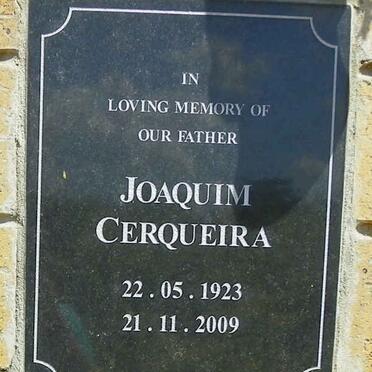 IN
LOVING MEMORY OF
OUR FATHER
JOAQUIM
CERQUEIRA
22 . 05 . 1923
21 . 11 . 2009